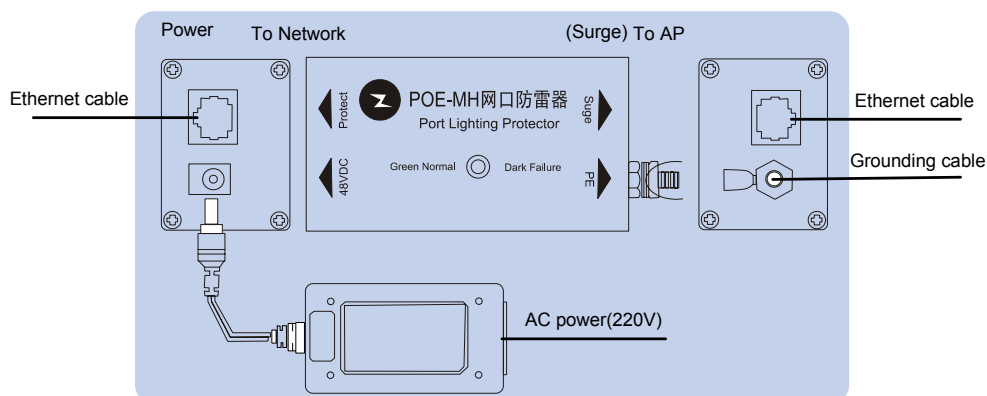 Power
To Network
(Surge) To AP
Ethernet cable
Protect
POE-MH网口防雷器
Port Lighting Protector
Suge
Ethernet cable
Grounding cable
48VDC
Green Normal
Dark Failure
PE
AC power(220V)